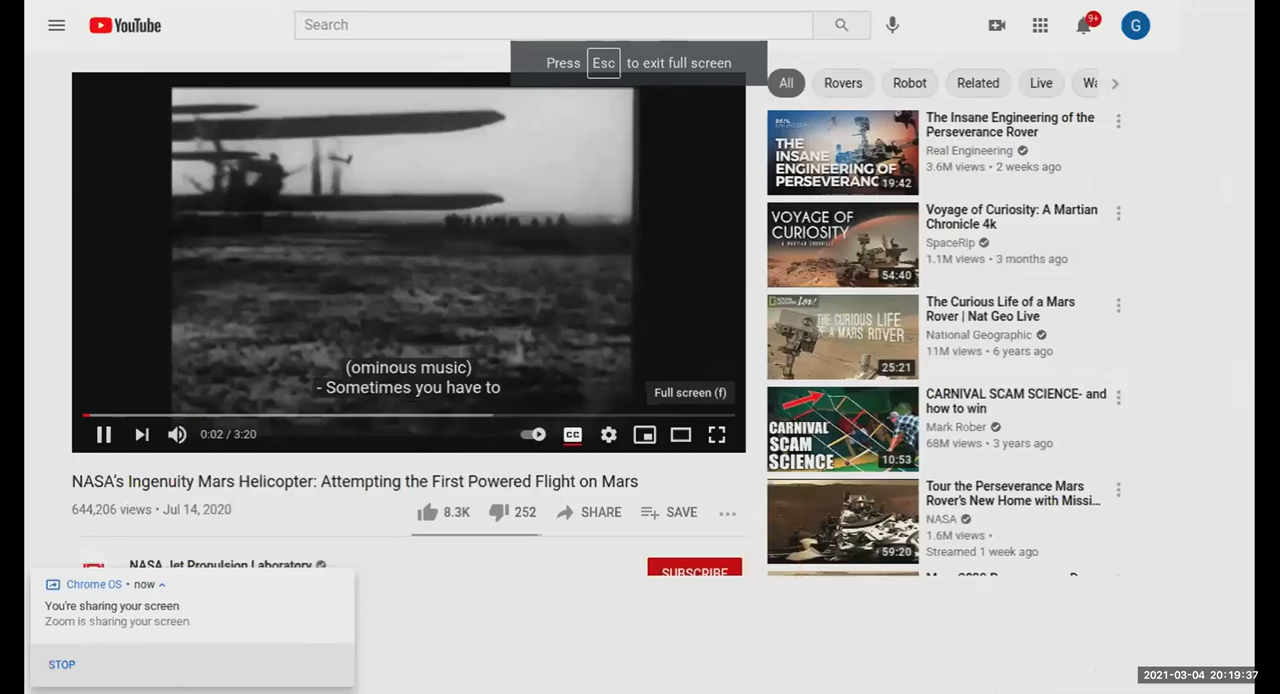 YouTube
Search
9+
G
Press Esc to exit full screen
All
Rovers
Robot
Related
Live
(ominous music)
- Sometimes you have to
Full screen (f)
0:02 / 3:20
CC
NASA's Ingenuity Mars Helicopter: Attempting the First Powered Flight on Mars
644,206 views • Jul 14, 2020
8.3K
252
SHARE
SAVE
NASA Jet Propulsion Laboratory
SUBSCRIBE
REAL
ENGINEERING
THE
INSANE
ENGINEERING OF
19:42
The Insane Engineering of the
Perseverance Rover
Real Engineering
3.6M views • 2 weeks ago
VOYAGE OF
CURIOSITY
A MARTIAN CHRONICLE
54:40
Voyage of Curiosity: A Martian
Chronicle 4k
SpaceRip
1.1M views • 3 months ago
NATIONAL GEOGRAPHIC Live!
THE CURIOUS LIFE
OF A MARS ROVER
25:21
The Curious Life of a Mars
Rover | Nat Geo Live
National Geographic
11M views • 6 years ago
CARNIVAL
SCAM
SCIENCE
10:53
CARNIVAL SCAM SCIENCE- and
how to win
Mark Rober
68M views • 3 years ago
59:20
Tour the Perseverance Mars
Rover's New Home with Missi...
NASA
1.6M views •
Streamed 1 week ago
Chrome OS • now
You're sharing your screen
Zoom is sharing your screen
STOP
2021-03-04 20:19:37